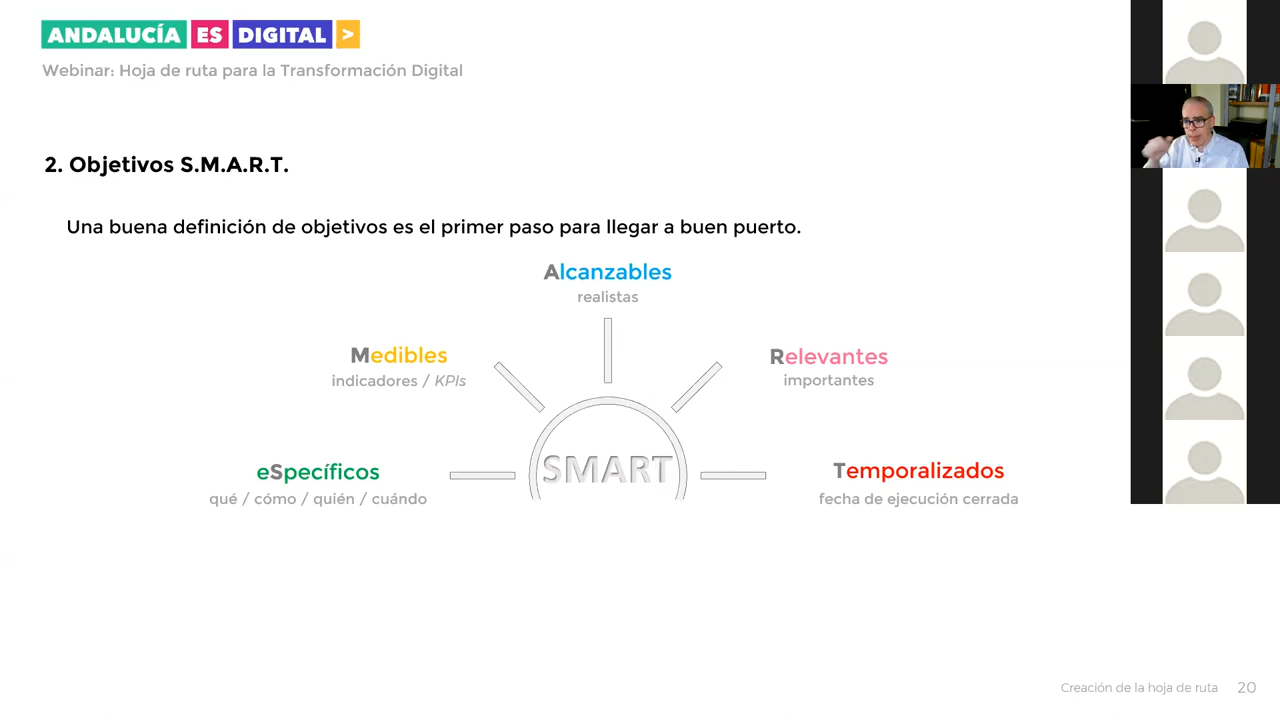 ANDALUCÍA ES DIGITAL >
Webinar: Hoja de ruta para la Transformación Digital
2. Objetivos S.M.A.R.T.
Una buena definición de objetivos es el primer paso para llegar a buen puerto.
Alcanzables
realistas
Medibles
indicadores / KPIs
Relevantes
importantes
eSpecíficos
qué / cómo / quién / cuándo
SMART
Temporalizados
fecha de ejecución cerrada
Creación de la hoja de ruta 20